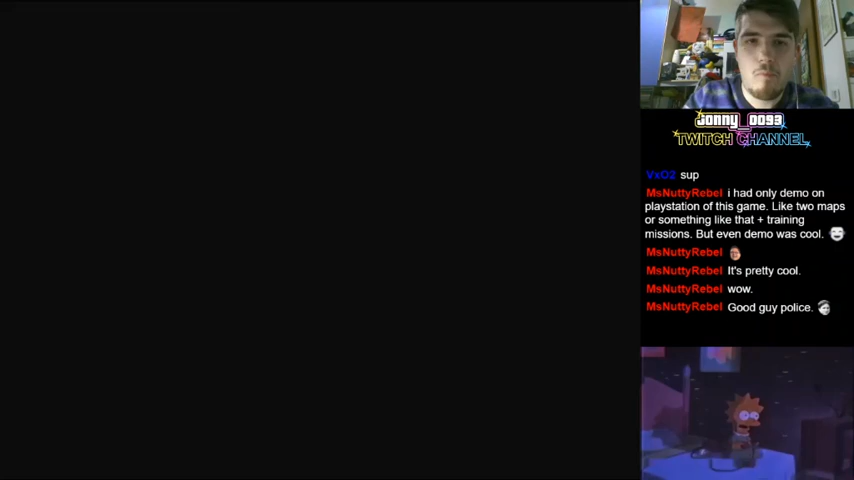 Jonny_0093
TWITCH CHANNEL
VxO2 sup
MsNuttyRebel i had only demo on
playstation of this game. Like two maps
or something like that + training
missions. But even demo was cool.
MsNuttyRebel
MsNuttyRebel It's pretty cool.
MsNuttyRebel wow.
MsNuttyRebel Good guy police.